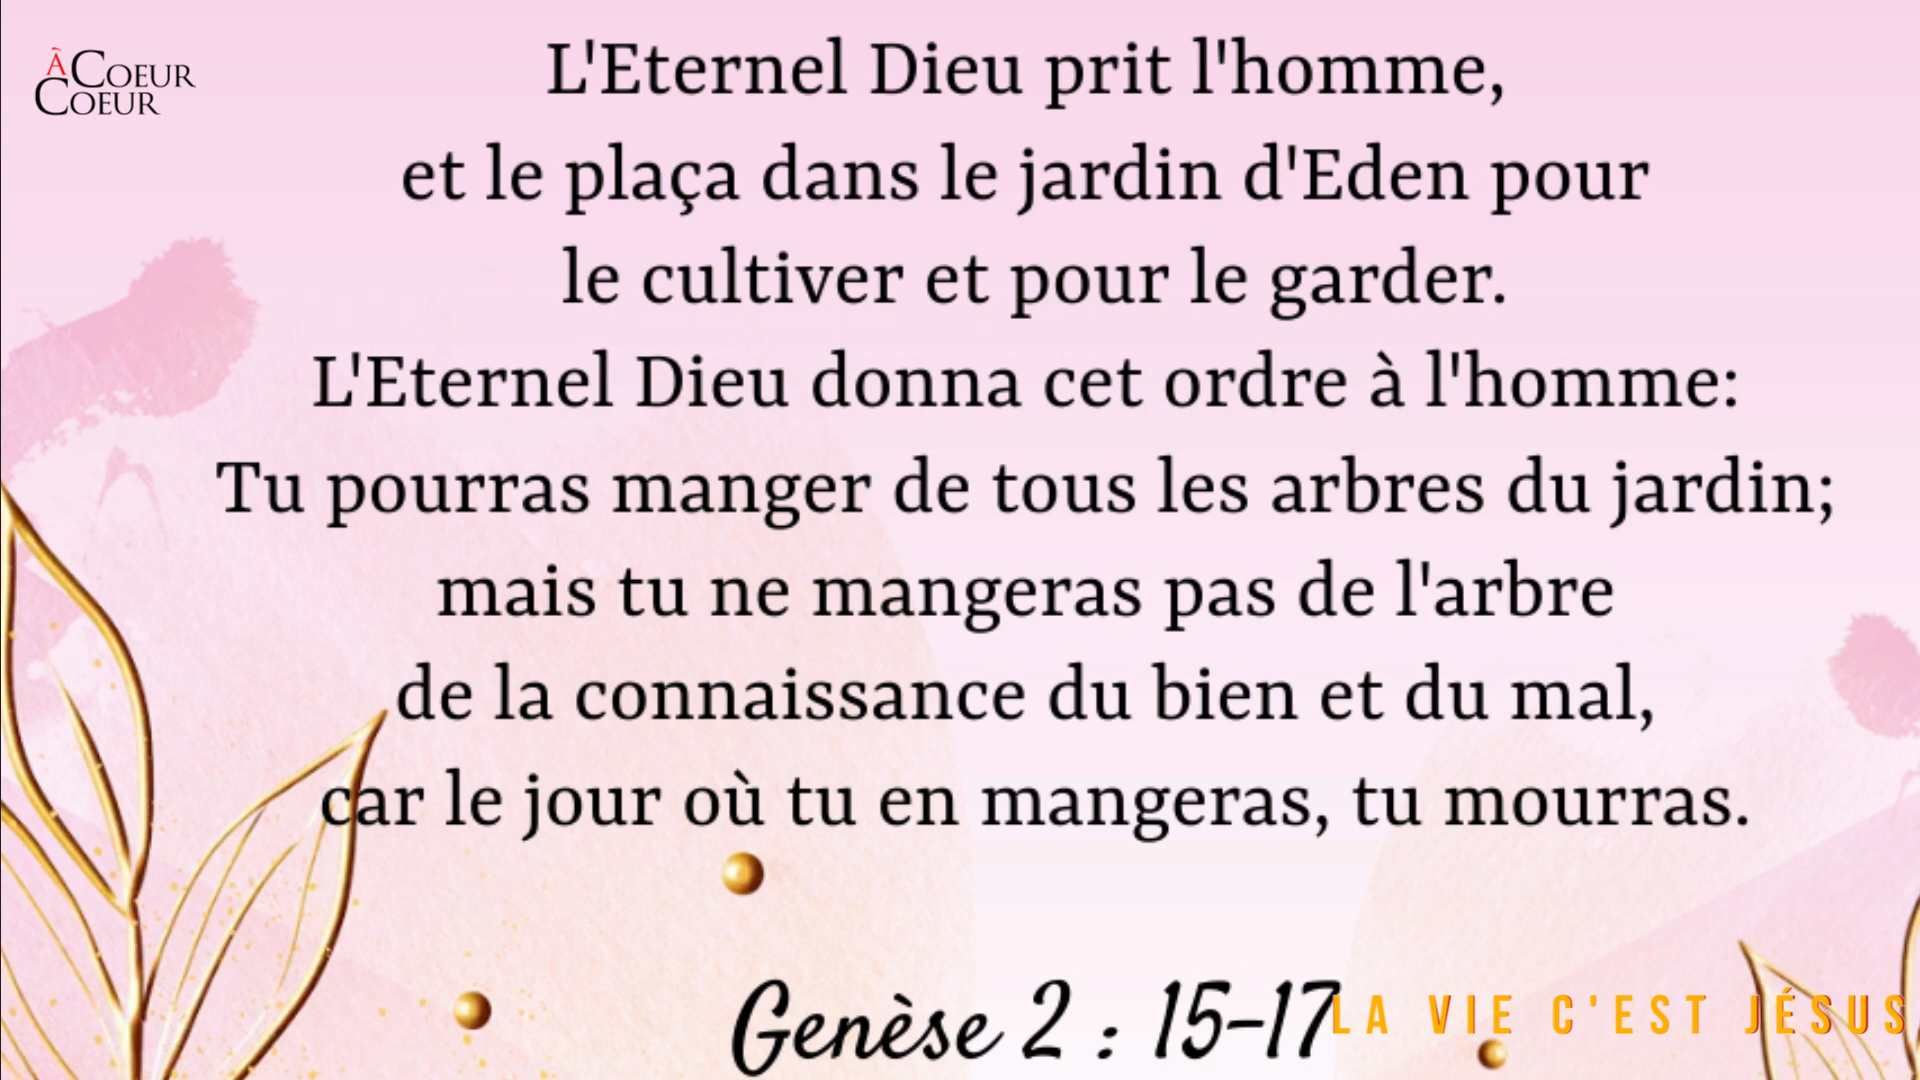 À COEUR
COEUR
L'Eternel Dieu prit l'homme,
et le plaça dans le jardin d'Eden pour
le cultiver et pour le garder.
L'Eternel Dieu donna cet ordre à l'homme:
Tu pourras manger de tous les arbres du jardin;
mais tu ne mangeras pas de l'arbre
de la connaissance du bien et du mal,
car le jour où tu en mangeras, tu mourras.
Genèse 2 : 15-17
LA VIE C'EST JÉSUS